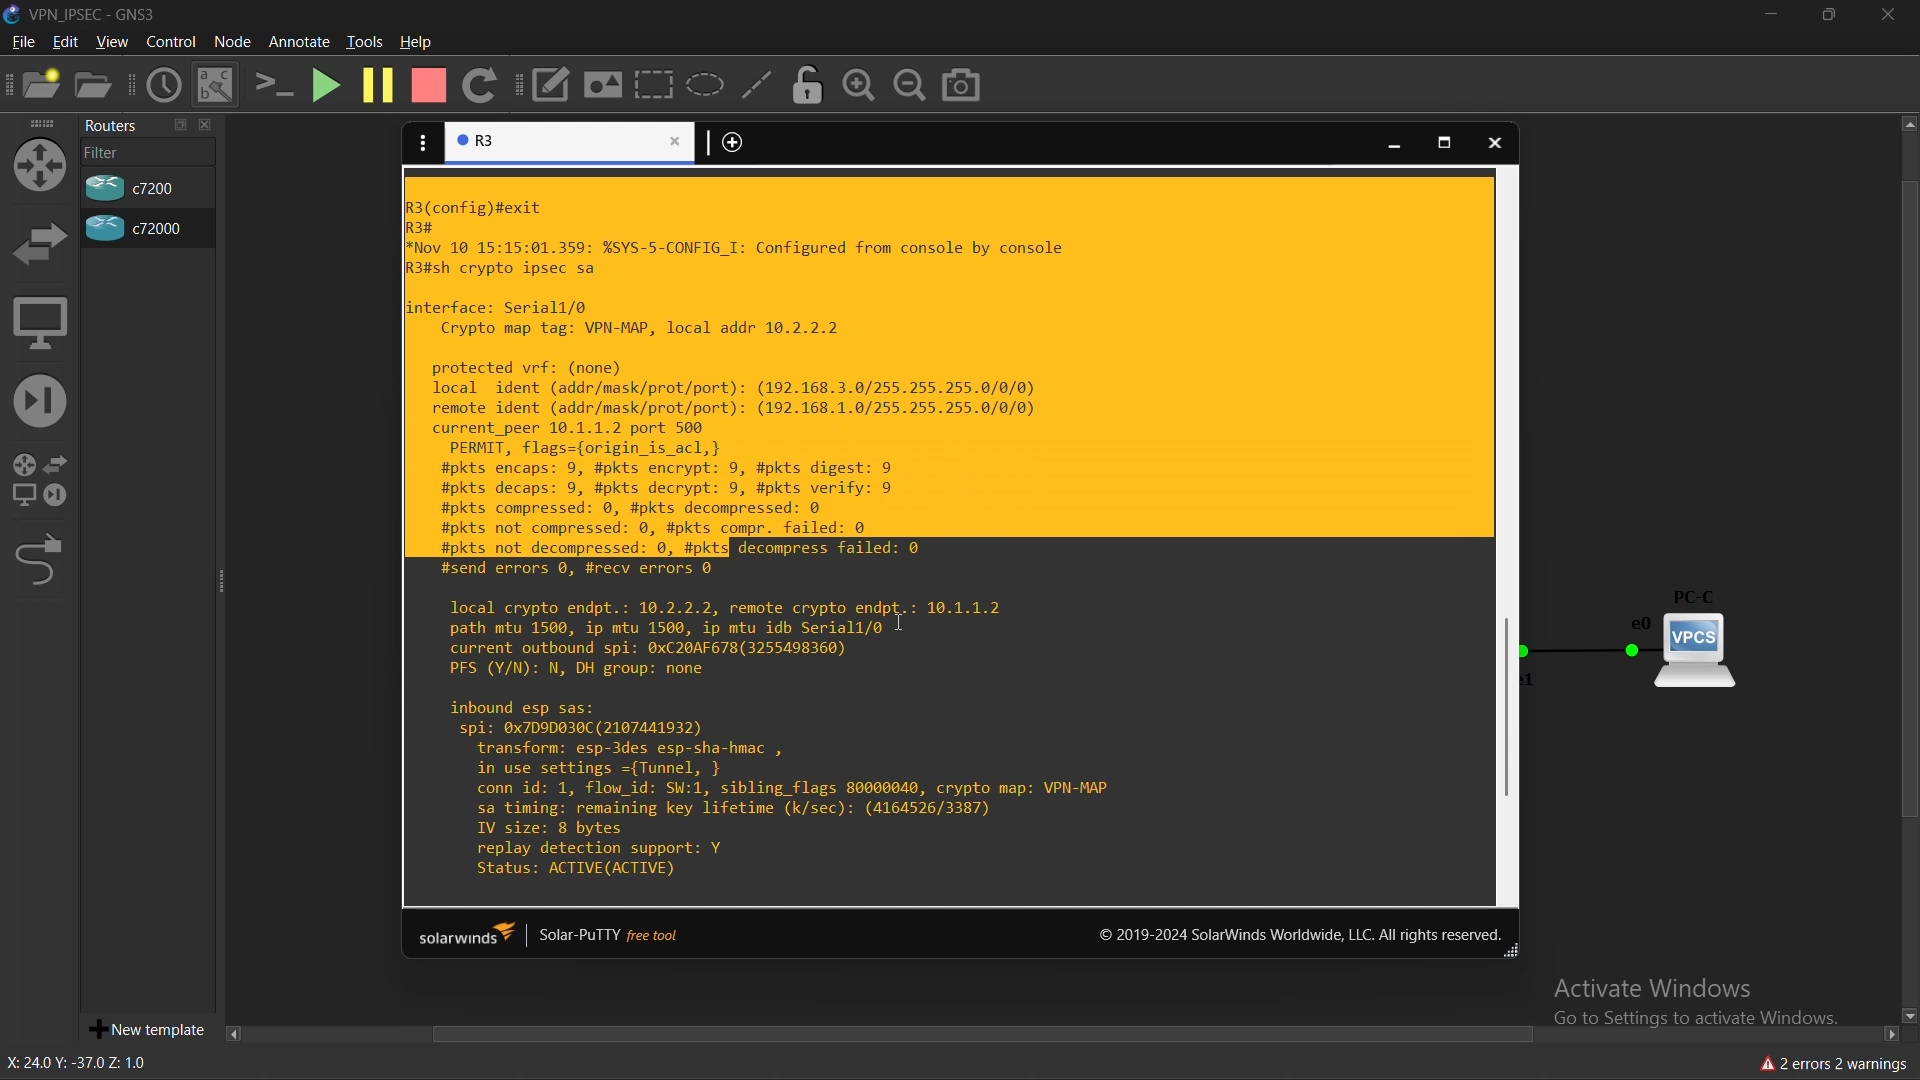 VPN_IPSEC - GNS3
File Edit View Control Node Annotate Tools Help
Routers
Filter
c7200
c72000
New template
R3
R3(config)#exit
R3#
*Nov 10 15:15:01.359: %SYS-5-CONFIG_I: Configured from console by console
R3#sh crypto ipsec sa
interface: Serial1/0
Crypto map tag: VPN-MAP, local addr 10.2.2.2
protected vrf: (none)
local  ident (addr/mask/prot/port): (192.168.3.0/255.255.255.0/0/0)
remote ident (addr/mask/prot/port): (192.168.1.0/255.255.255.0/0/0)
current_peer 10.1.1.2 port 500
PERMIT, flags={origin_is_acl,}
#pkts encaps: 9, #pkts encrypt: 9, #pkts digest: 9
#pkts decaps: 9, #pkts decrypt: 9, #pkts verify: 9
#pkts compressed: 0, #pkts decompressed: 0
#pkts not compressed: 0, #pkts compr. failed: 0
#pkts not decompressed: 0, #pkts decompress failed: 0
#send errors 0, #recv errors 0
local crypto endpt.: 10.2.2.2, remote crypto endpt.: 10.1.1.2
path mtu 1500, ip mtu 1500, ip mtu idb Serial1/0
current outbound spi: 0xC20AF678(3255498360)
PFS (Y/N): N, DH group: none
inbound esp sas:
spi: 0x7D9D030C(2107441932)
transform: esp-3des esp-sha-hmac ,
in use settings ={Tunnel, }
conn id: 1, flow_id: SW:1, sibling_flags 80000040, crypto map: VPN-MAP
sa timing: remaining key lifetime (k/sec): (4164526/3387)
IV size: 8 bytes
replay detection support: Y
Status: ACTIVE(ACTIVE)
solarwinds
Solar-PuTTY free tool
© 2019-2024 SolarWinds Worldwide, LLC. All rights reserved.
PC-C
e0
VPCS
e1
Activate Windows
Go to Settings to activate Windows.
X: 24.0 Y: -37.0 Z: 1.0
2 errors 2 warnings